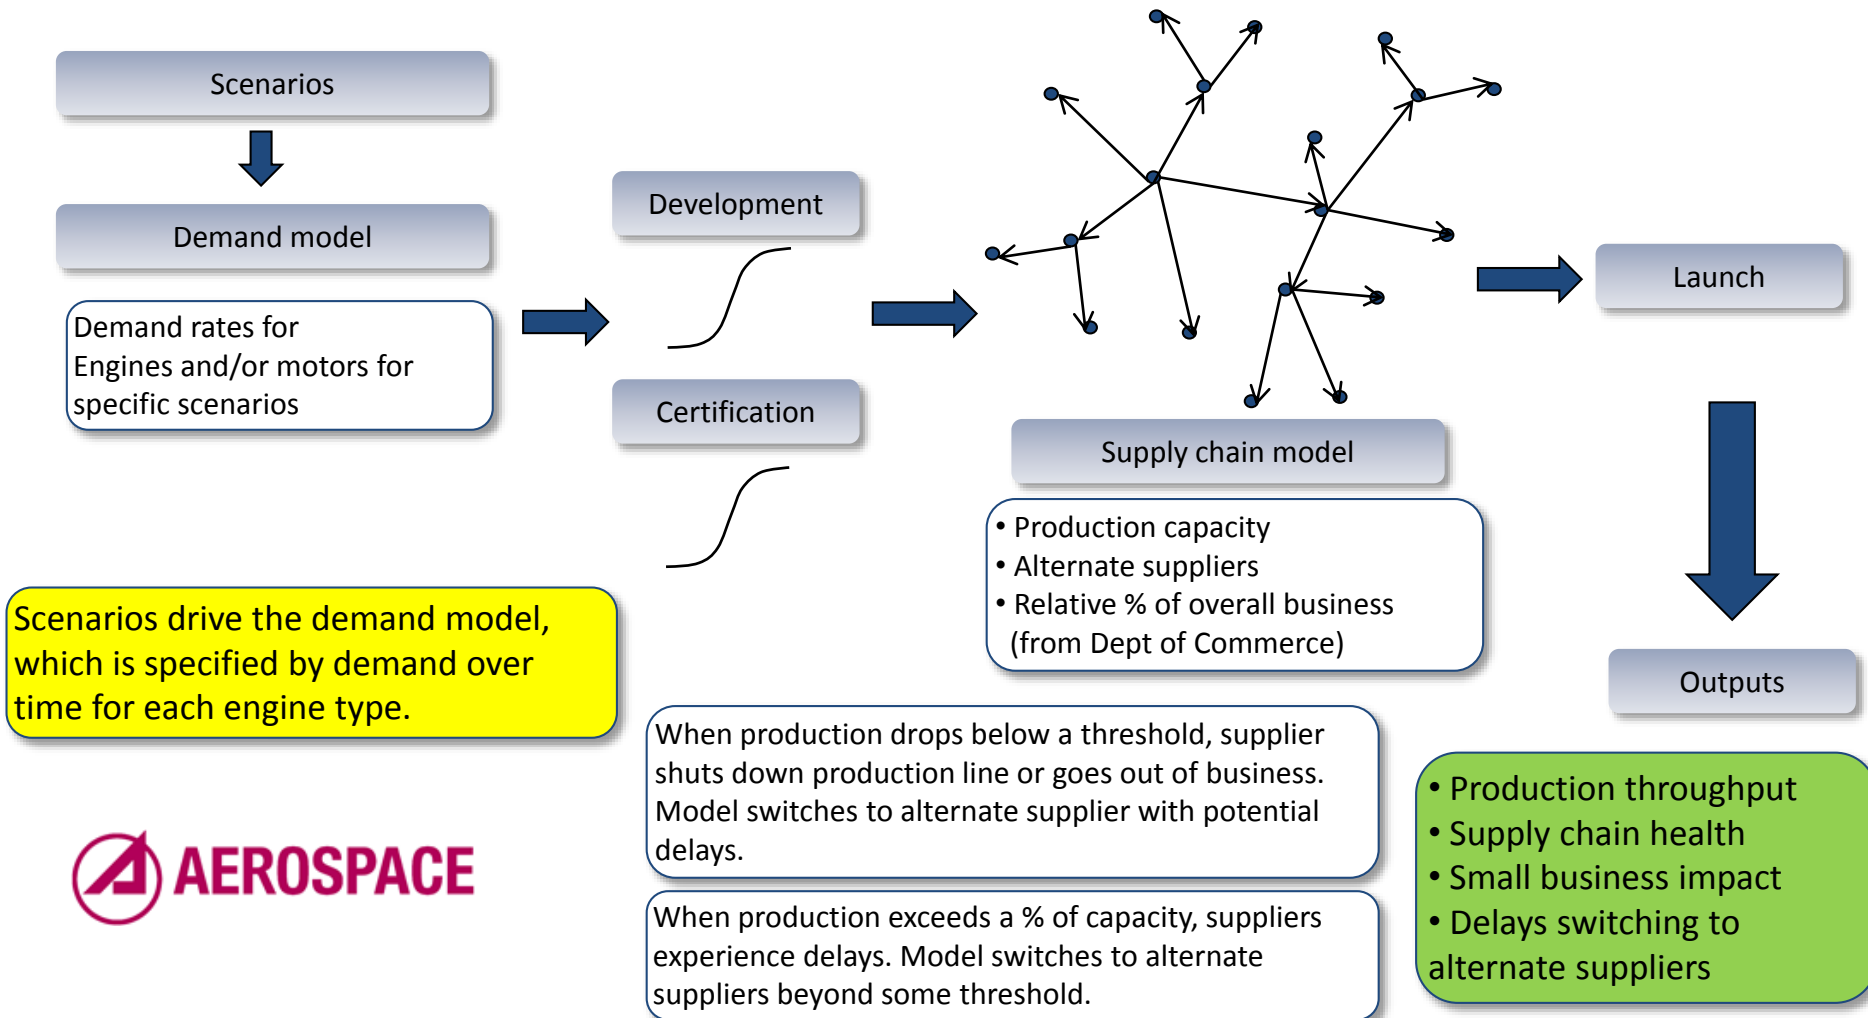 Scenarios
Demand model
Demand rates for
Engines and/or motors for
specific scenarios
Development
Certification
Supply chain model
• Production capacity
• Alternate suppliers
• Relative % of overall business
(from Dept of Commerce)
Launch
Outputs
Scenarios drive the demand model,
which is specified by demand over
time for each engine type.
When production drops below a threshold, supplier
shuts down production line or goes out of business.
Model switches to alternate supplier with potential
delays.
When production exceeds a % of capacity, suppliers
experience delays. Model switches to alternate
suppliers beyond some threshold.
• Production throughput
• Supply chain health
• Small business impact
• Delays switching to
alternate suppliers
AEROSPACE